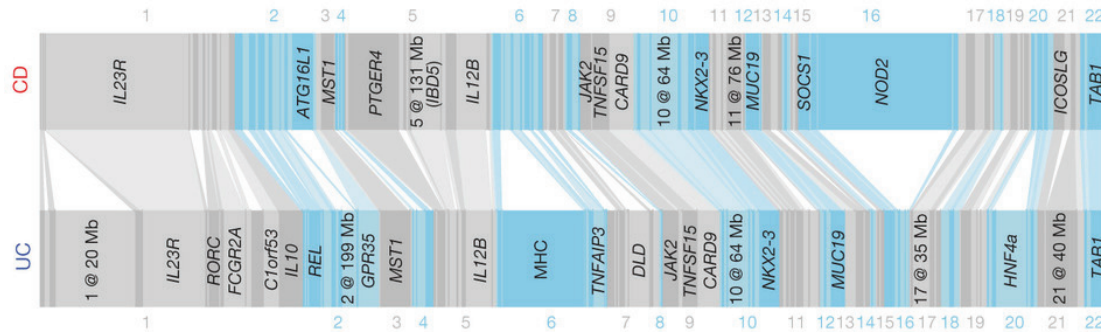 1 2 3 4 5 6 7 8 9 10 11 12 13 14 15 16 17 18 19 20 21 22
CD
IL23R
ATG16L1
MST1
PTGER4
5 @ 131 Mb
(IBD5)
IL12B
JAK2
TNFSF15
CARD9
10 @ 64 Mb
NKX2-3
11 @ 76 Mb
MUC19
SOCS1
NOD2
ICOSLG
TAB1
UC
1 @ 20 Mb
IL23R
RORC
FCGR2A
C1orf53
IL10
REL
2 @ 199 Mb
GPR35
MST1
IL12B
MHC
TNFAIP3
DLD
JAK2
TNFSF15
CARD9
10 @ 64 Mb
NKX2-3
MUC19
17 @ 35 Mb
HNF4a
21 @ 40 Mb
TAB1
1 2 3 4 5 6 7 8 9 10 11 12 13 14 15 16 17 18 19 20 21 22